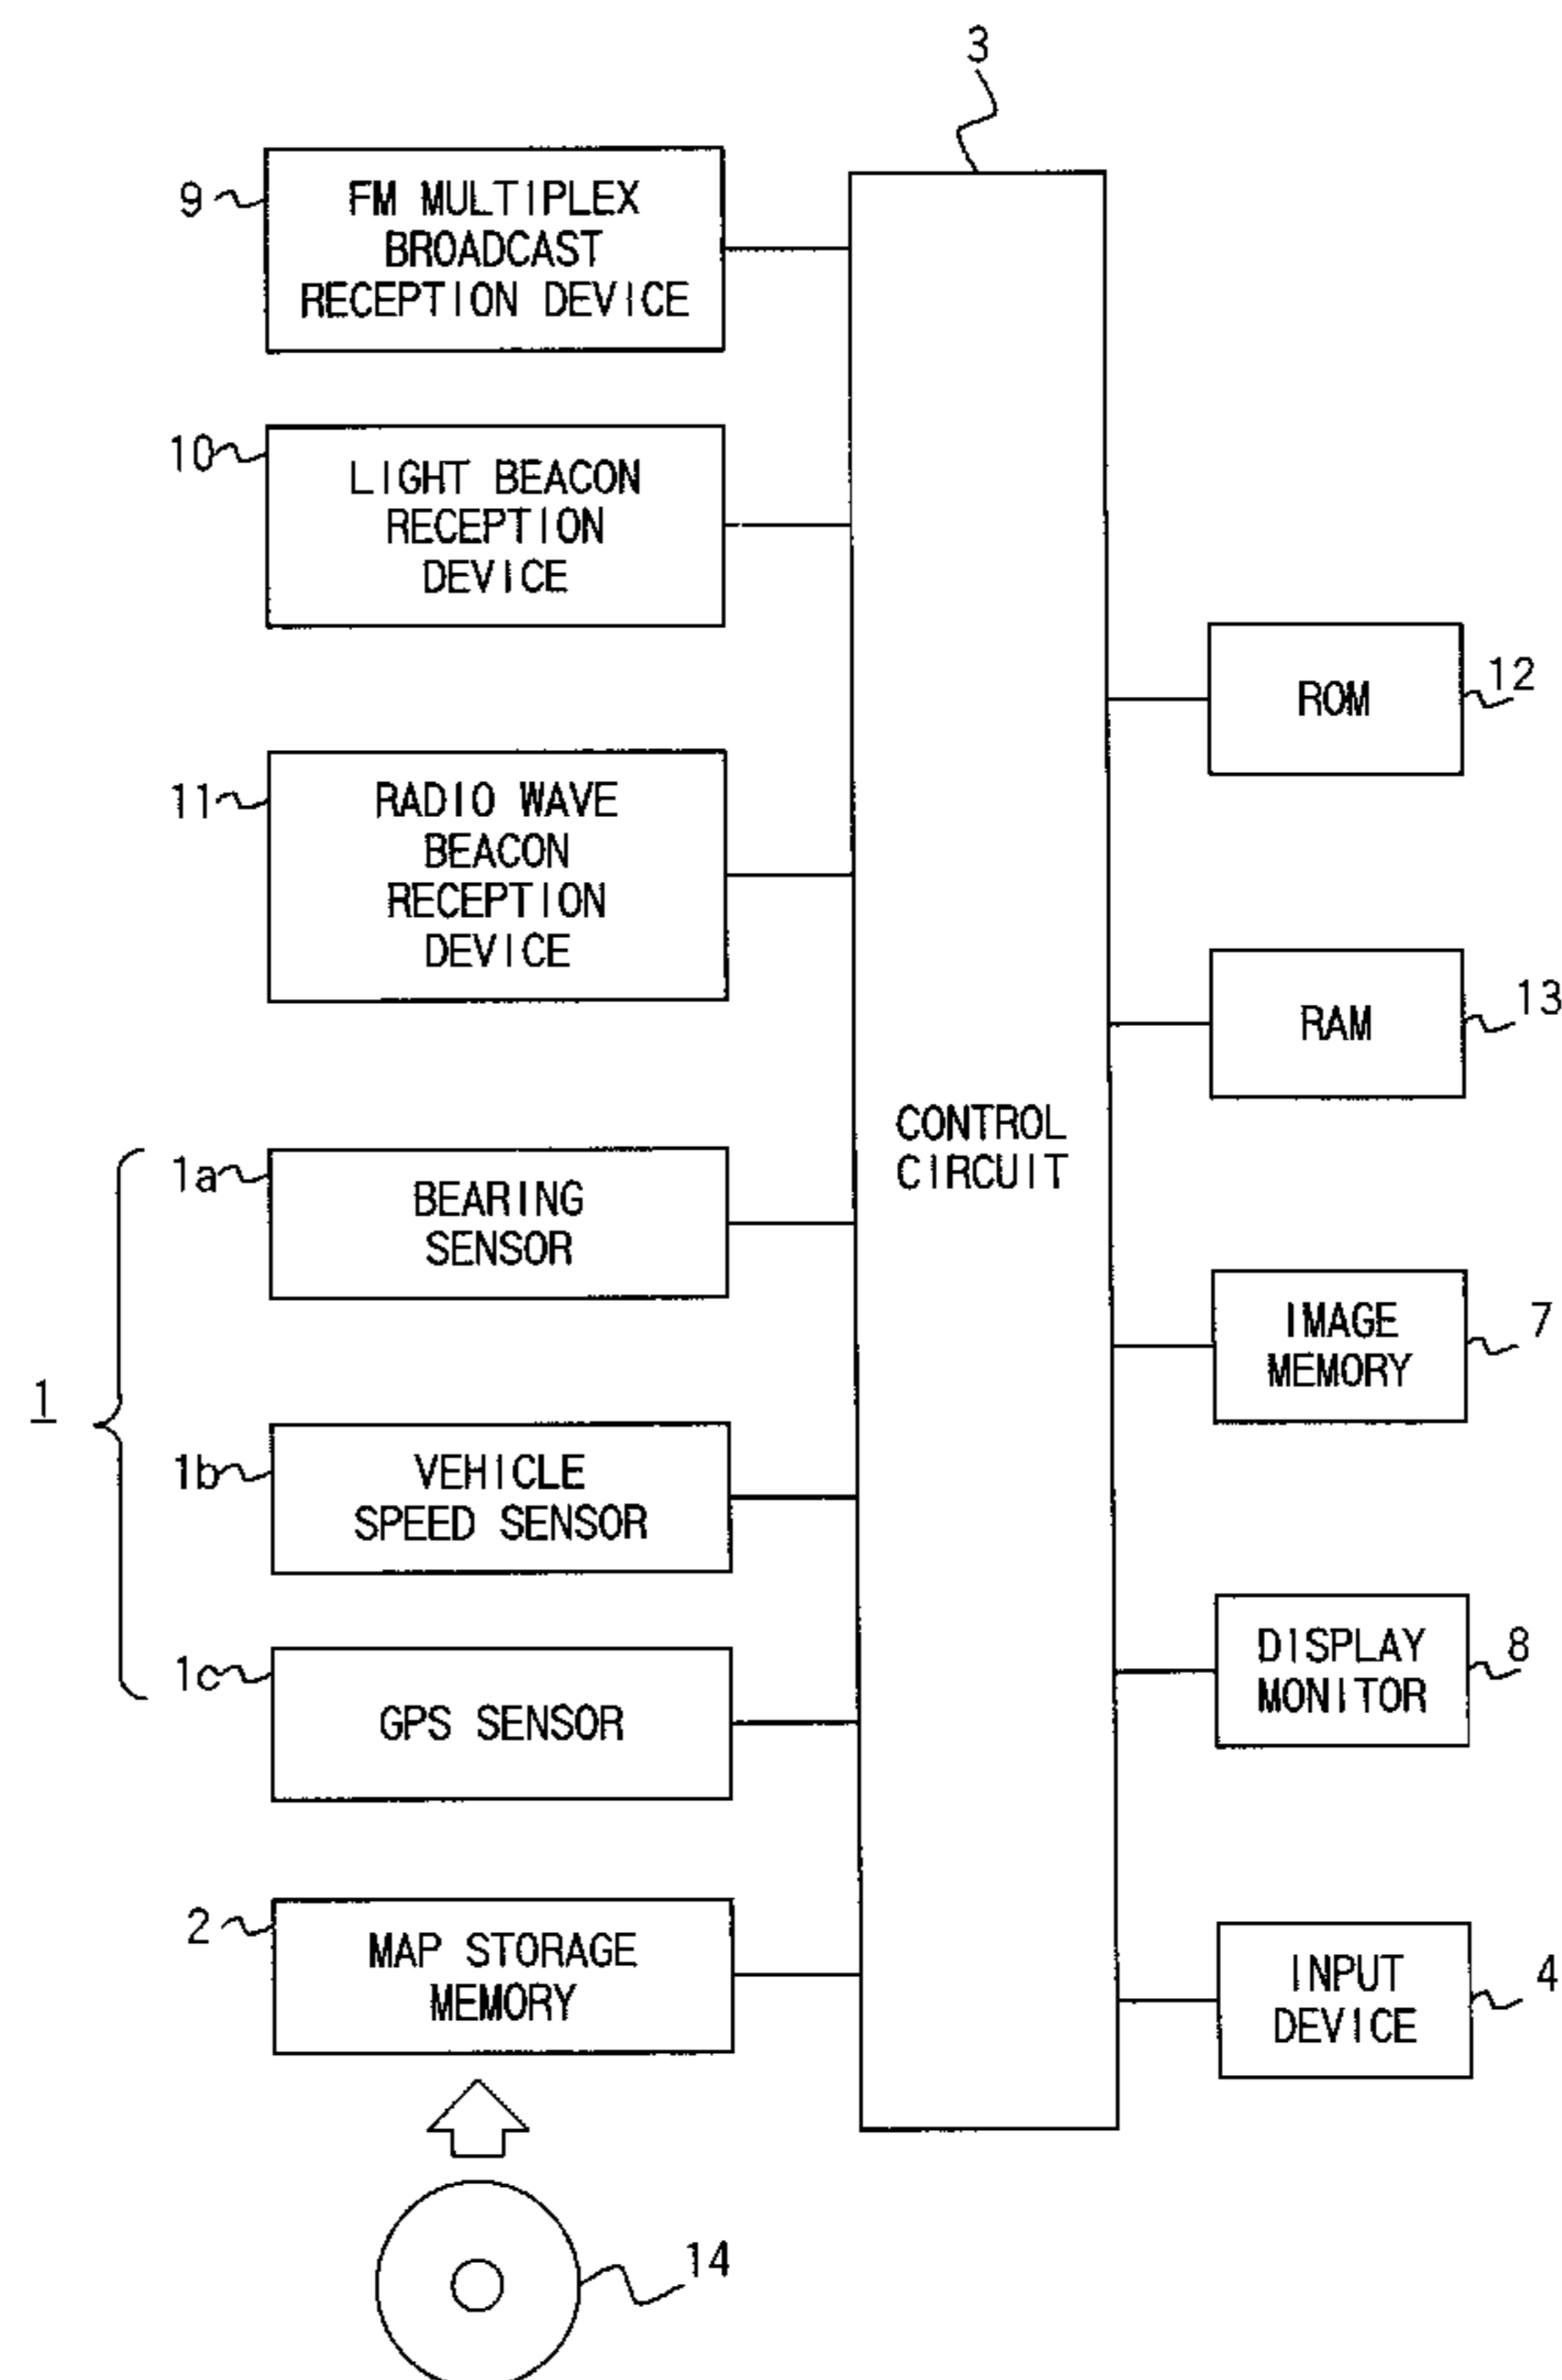 3
9
FM MULTIPLEX
BROADCAST
RECEPTION DEVICE
10
LIGHT BEACON
RECEPTION
DEVICE
ROM
12
11
RADIO WAVE
BEACON
RECEPTION
DEVICE
RAM
13
CONTROL
CIRCUIT
1
1a
BEARING
SENSOR
IMAGE
MEMORY
7
1b
VEHICLE
SPEED SENSOR
DISPLAY
MONITOR
8
1c
GPS SENSOR
2
MAP STORAGE
MEMORY
INPUT
DEVICE
4
14